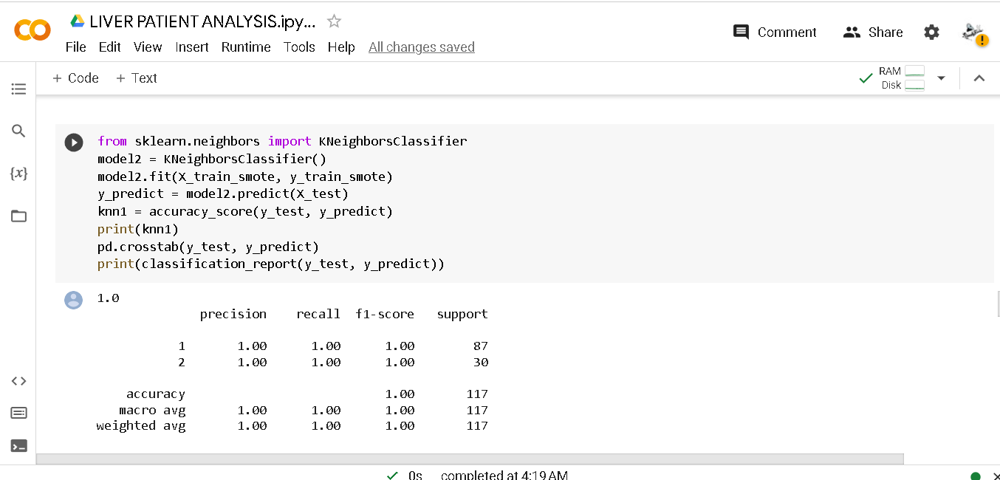 LIVER PATIENT ANALYSIS.ipy...
File Edit View Insert Runtime Tools Help All changes saved
Comment Share
+ Code + Text
RAM
Disk
{x}
from sklearn.neighbors import KNeighborsClassifier
model2 = KNeighborsClassifier()
model2.fit(X_train_smote, y_train_smote)
y_predict = model2.predict(X_test)
knn1 = accuracy_score(y_test, y_predict)
print(knn1)
pd.crosstab(y_test, y_predict)
print(classification_report(y_test, y_predict))
1.0
precision recall f1-score support
1 1.00 1.00 1.00 87
2 1.00 1.00 1.00 30
accuracy 1.00 117
macro avg 1.00 1.00 1.00 117
weighted avg 1.00 1.00 1.00 117
0s completed at 4:19 AM